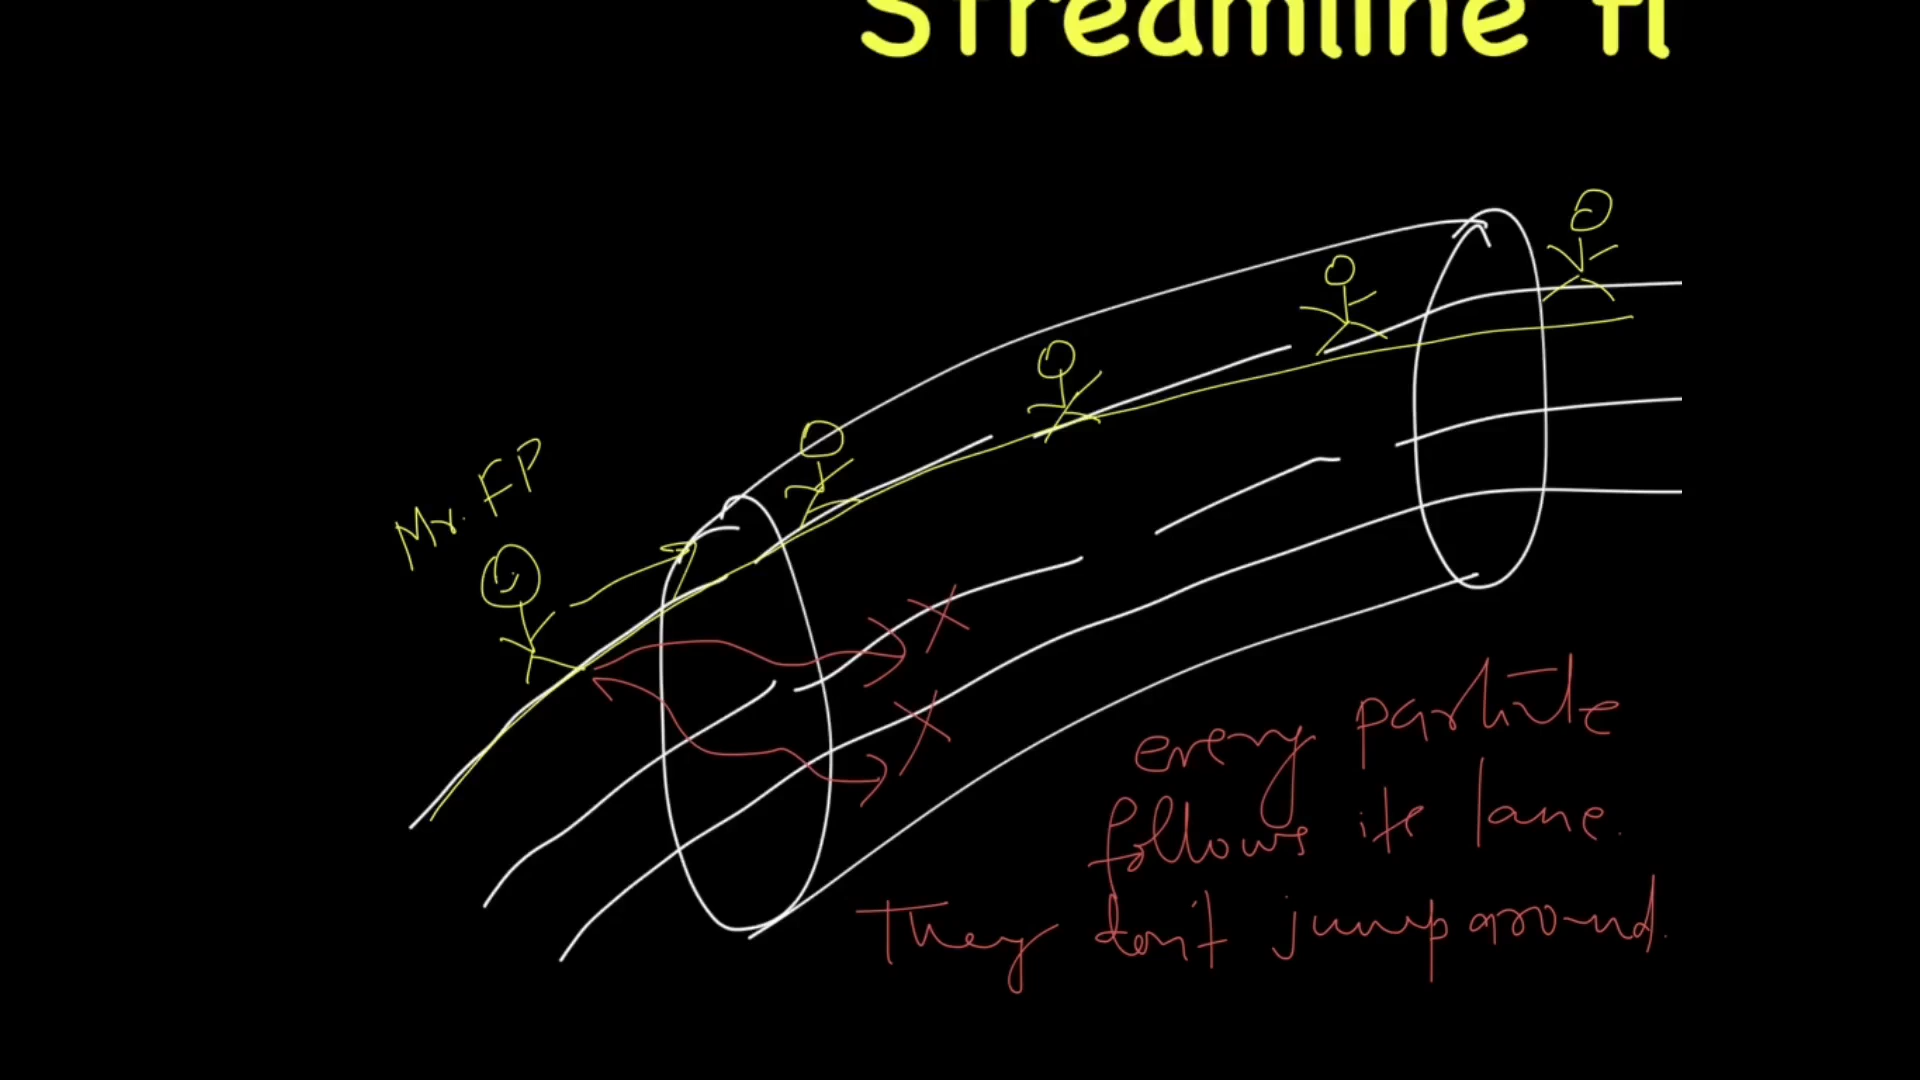 Streamline fl
Mr. FP
every particle
follows its lane.
They don't jump around.